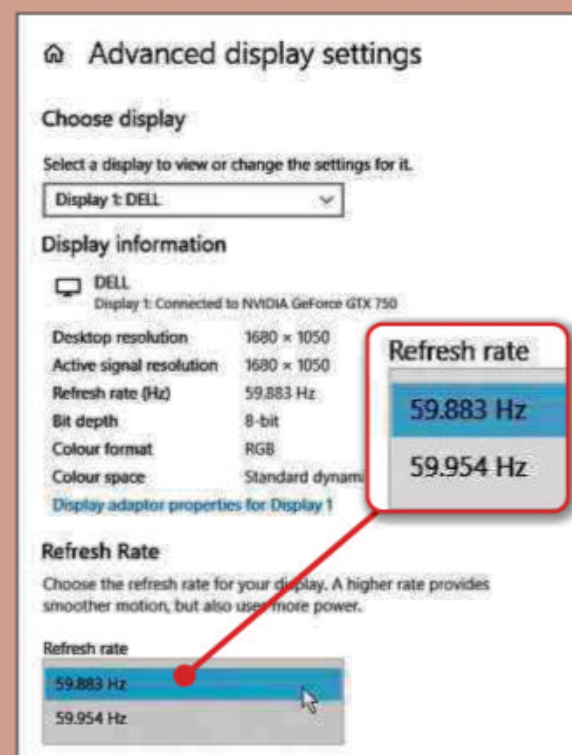 Advanced display settings
Choose display
Select a display to view or change the settings for it.
Display 1: DELL
Display information
DELL
Display 1: Connected to NVIDIA GeForce GTX 750
Desktop resolution 1680 × 1050
Active signal resolution 1680 × 1050
Refresh rate (Hz) 59.883 Hz
Bit depth 8-bit
Colour format RGB
Colour space Standard dynami
Display adaptor properties for Display 1
Refresh rate
59.883 Hz
59.954 Hz
Refresh Rate
Choose the refresh rate for your display. A higher rate provides
smoother motion, but also uses more power.
Refresh rate
59.883 Hz
59.954 Hz